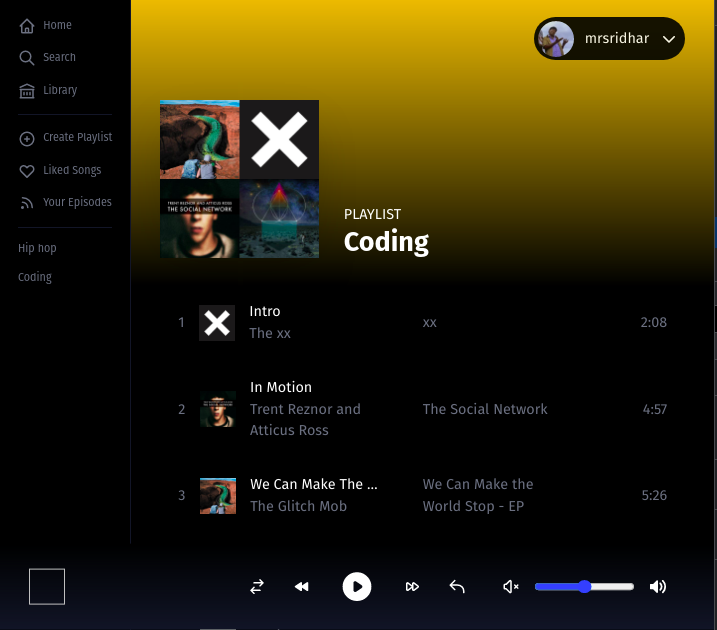 Home
Search
Library
Create Playlist
Liked Songs
Your Episodes
Hip hop
Coding
mrsridhar
TRENT REZNOR AND ATTICUS ROSS
THE SOCIAL NETWORK
PLAYLIST
Coding
1
Intro
The xx
xx
2:08
2
In Motion
Trent Reznor and
Atticus Ross
The Social Network
4:57
3
We Can Make The ...
The Glitch Mob
We Can Make the
World Stop - EP
5:26